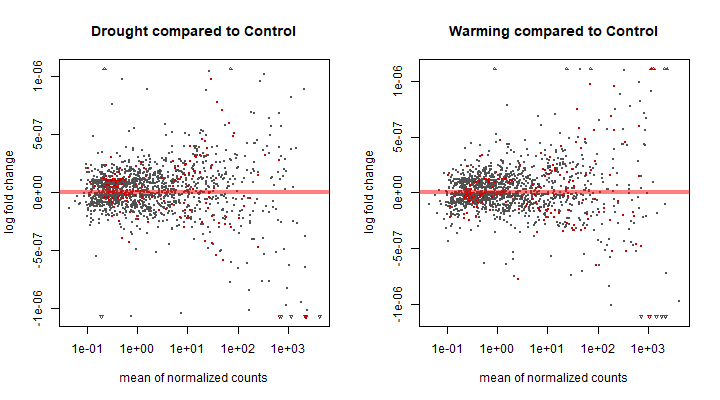 Drought compared to Control
log fold change
1e-06
5e-07
0e+00
-5e-07
-1e-06
1e-01 1e+00 1e+01 1e+02 1e+03
mean of normalized counts
Warming compared to Control
log fold change
1e-06
5e-07
0e+00
-5e-07
-1e-06
1e-01 1e+00 1e+01 1e+02 1e+03
mean of normalized counts